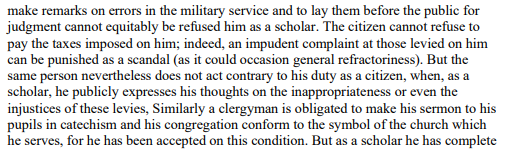 make remarks on errors in the military service and to lay them before the public for
judgment cannot equitably be refused him as a scholar. The citizen cannot refuse to
pay the taxes imposed on him; indeed, an impudent complaint at those levied on him
can be punished as a scandal (as it could occasion general refractoriness). But the
same person nevertheless does not act contrary to his duty as a citizen, when, as a
scholar, he publicly expresses his thoughts on the inappropriateness or even the
injustices of these levies, Similarly a clergyman is obligated to make his sermon to his
pupils in catechism and his congregation conform to the symbol of the church which
he serves, for he has been accepted on this condition. But as a scholar he has complete